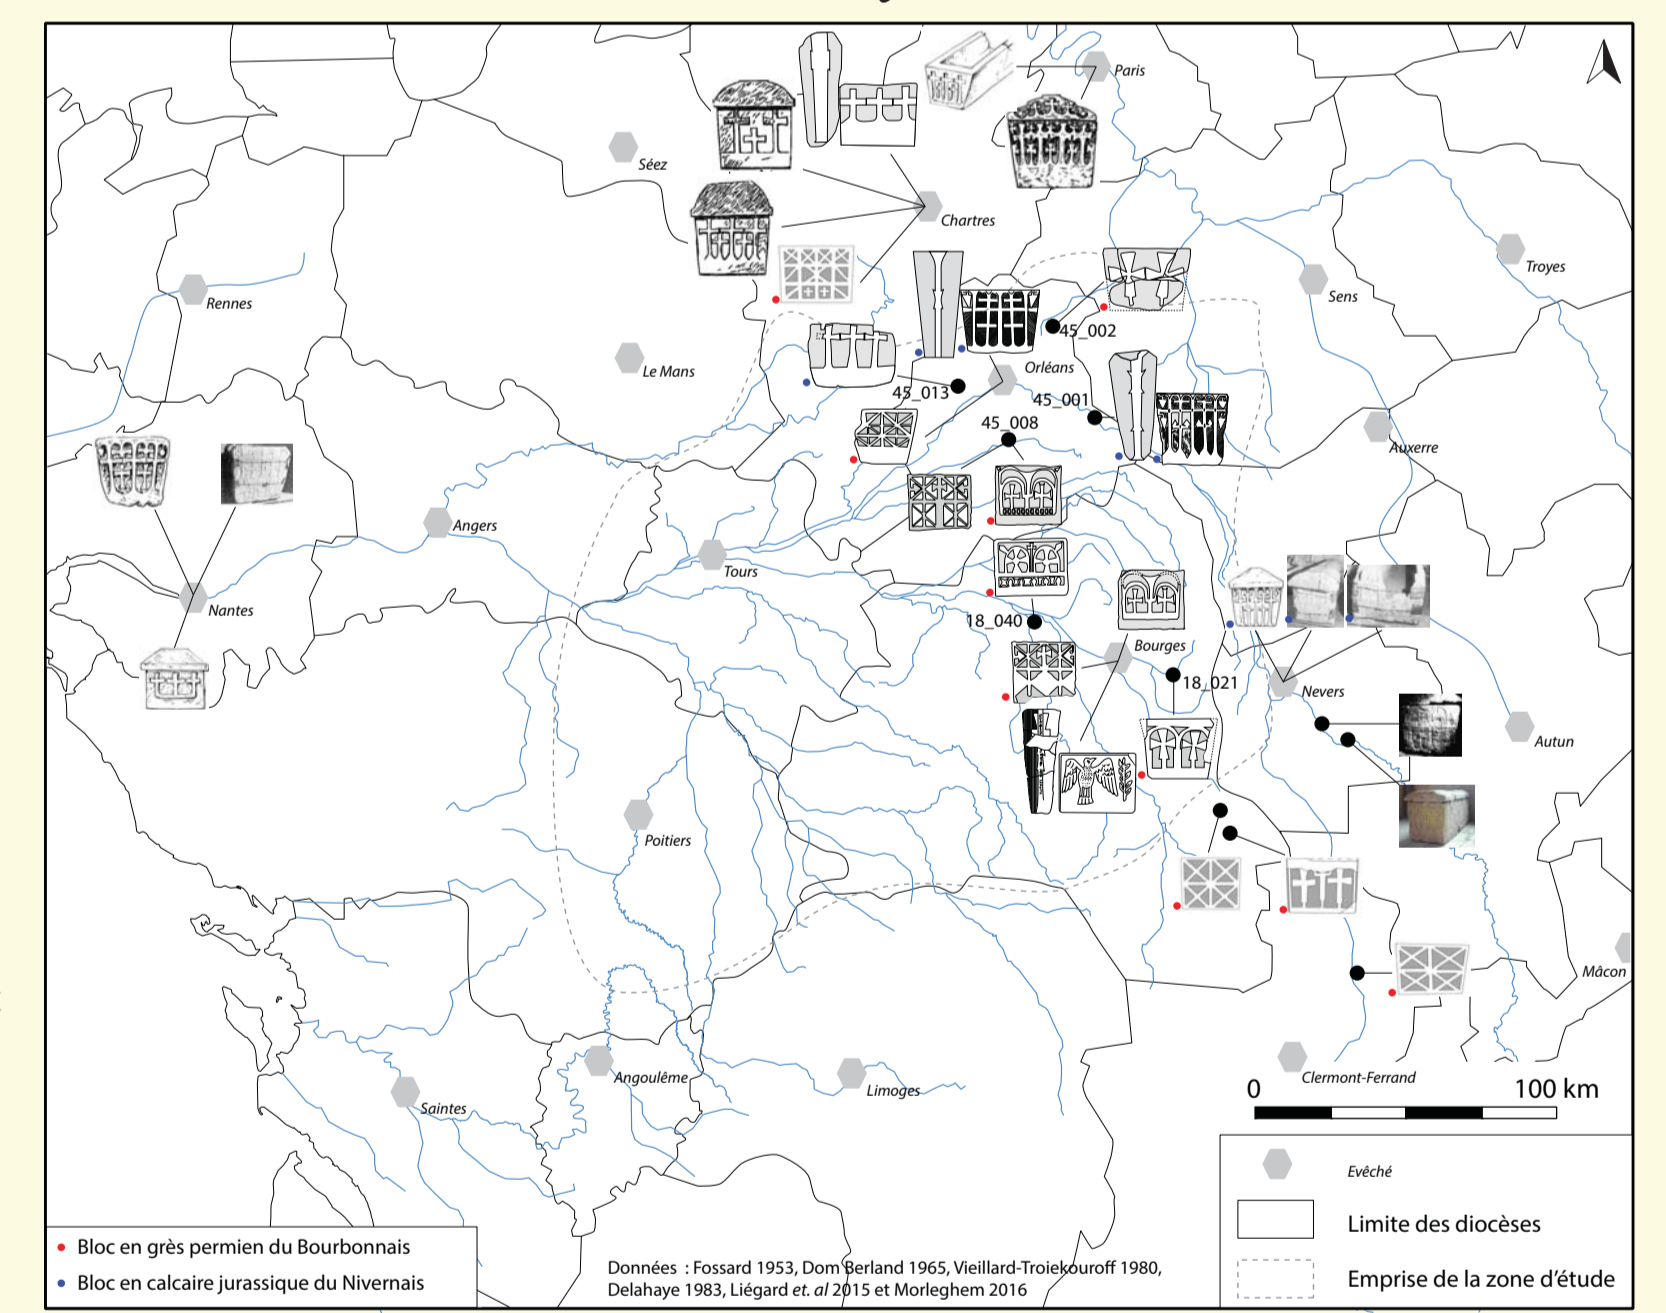 Paris
Séez
Chartres
Troyes
Rennes
Sens
45_002
Le Mans
Orléans
45_013
45_001
45_008
Auxerre
Angers
Tours
Nantes
18_040
Bourges
18_021
Nevers
Autun
Poitiers
Mâcon
Angoulême
Limoges
Clermont-Ferrand
Saintes
0 100 km
Evêché
Limite des diocèses
Emprise de la zone d'étude
Bloc en grès permien du Bourbonnais
Bloc en calcaire jurassique du Nivernais
Données : Fossard 1953, Dom Berland 1965, Vieillard-Troiekouroff 1980,
Delahaye 1983, Liégard et. al 2015 et Morleghem 2016